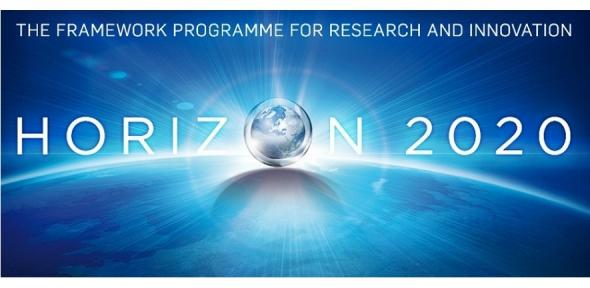 THE FRAMEWORK PROGRAMME FOR RESEARCH AND INNOVATION
HORIZON 2020